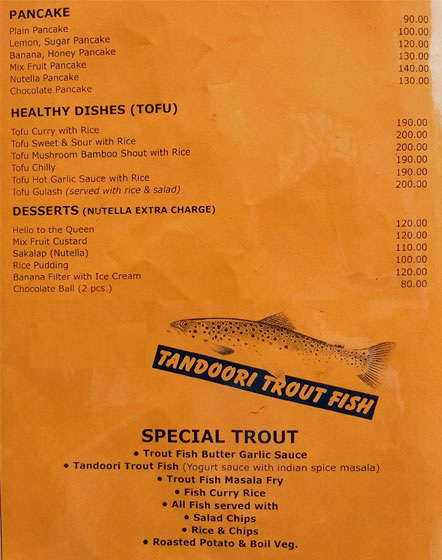 PANCAKE
Plain Pancake 90.00
Lemon, Sugar Pancake 100.00
Banana, Honey Pancake 120.00
Mix Fruit Pancake 130.00
Nutella Pancake 140.00
Chocolate Pancake 130.00
HEALTHY DISHES (TOFU)
Tofu Curry with Rice 190.00
Tofu Sweet & Sour with Rice 200.00
Tofu Mushroom Bamboo Shout with Rice 200.00
Tofu Chilly 190.00
Tofu Hot Garlic Sauce with Rice 190.00
Tofu Gulash (served with rice & salad) 200.00
DESSERTS (NUTELLA EXTRA CHARGE)
Hello to the Queen 120.00
Mix Fruit Custard 120.00
Sakalap (Nutella) 110.00
Rice Pudding 100.00
Banana Filter with Ice Cream 120.00
Chocolate Ball (2 pcs.) 80.00
TANDOORI TROUT FISH
SPECIAL TROUT
• Trout Fish Butter Garlic Sauce
• Tandoori Trout Fish (Yogurt sauce with indian spice masala)
• Trout Fish Masala Fry
• Fish Curry Rice
• All Fish served with
• Salad Chips
• Rice & Chips
• Roasted Potato & Boil Veg.